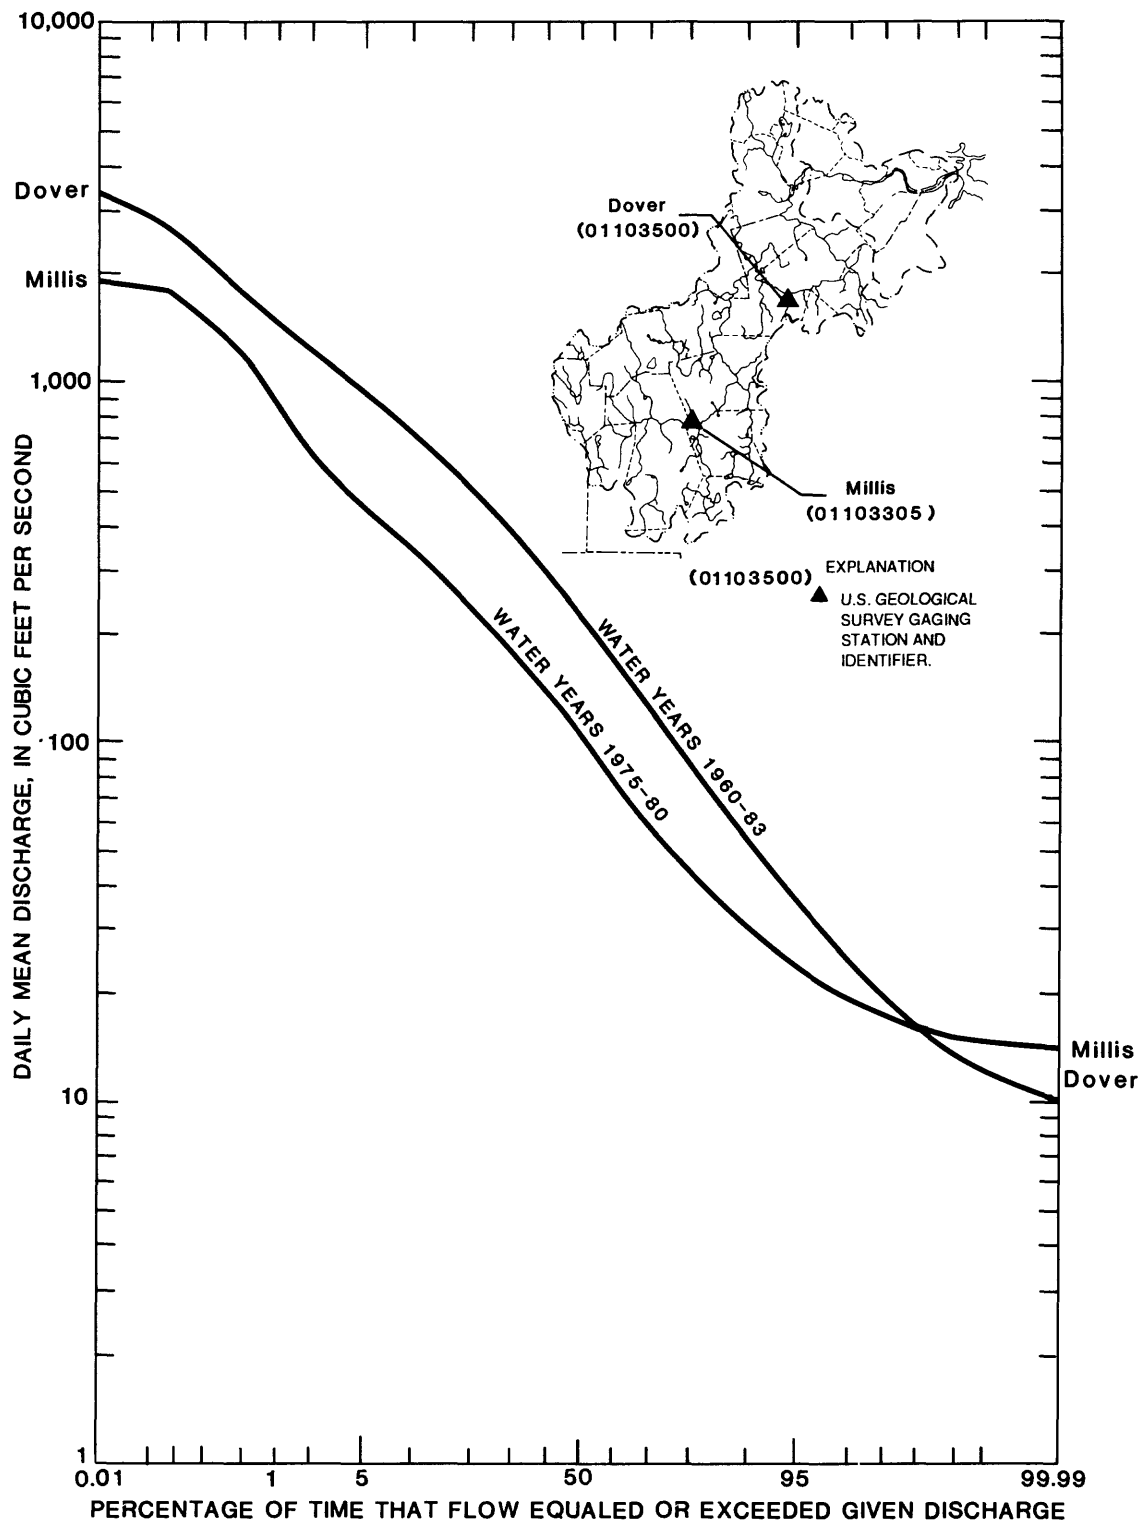 10,000
Dover
Millis
1,000
100
10
1
DAILY MEAN DISCHARGE, IN CUBIC FEET PER SECOND
Dover
(01103500)
Millis
(01103305)
(01103500)
EXPLANATION
U.S. GEOLOGICAL
SURVEY GAGING
STATION AND
IDENTIFIER.
WATER YEARS 1975-80
WATER YEARS 1960-83
Millis
Dover
0.01 1 5 50 95 99.99
PERCENTAGE OF TIME THAT FLOW EQUALED OR EXCEEDED GIVEN DISCHARGE